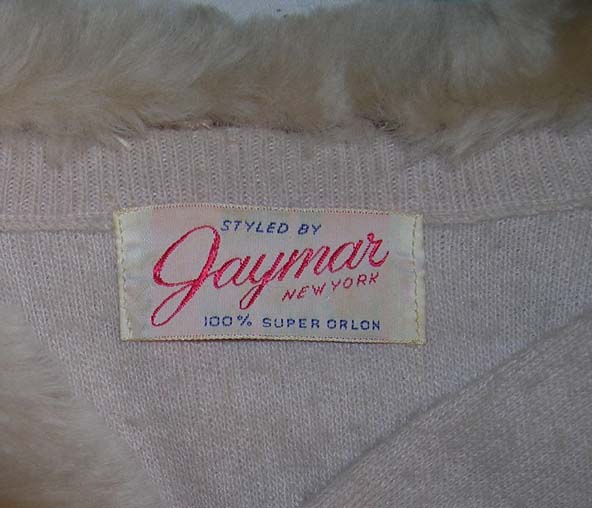 STYLED BY
Jaymar
NEW YORK
100% SUPER ORLON